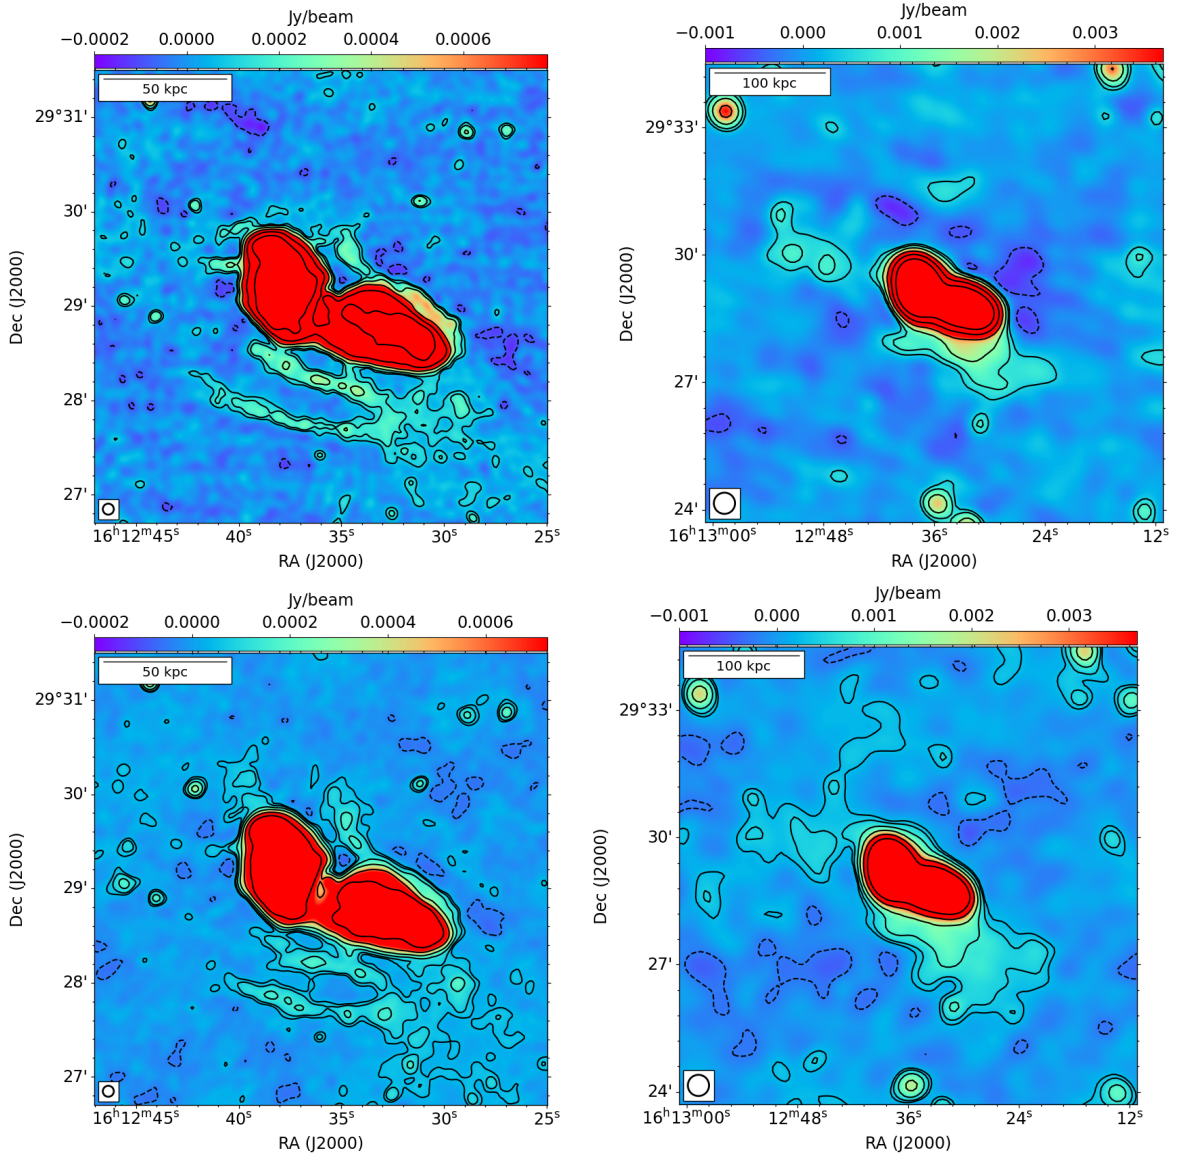 Jy/beam
−0.0002 0.0000 0.0002 0.0004 0.0006
50 kpc
29°31'
30'
29'
28'
27'
Dec (J2000)
16ʰ12ᵐ45ˢ 40ˢ 35ˢ 30ˢ 25ˢ
RA (J2000)
Jy/beam
−0.001 0.000 0.001 0.002 0.003
100 kpc
29°33'
30'
27'
24'
Dec (J2000)
16ʰ13ᵐ00ˢ 12ᵐ48ˢ 36ˢ 24ˢ 12ˢ
RA (J2000)
Jy/beam
−0.0002 0.0000 0.0002 0.0004 0.0006
50 kpc
29°31'
30'
29'
28'
27'
Dec (J2000)
16ʰ12ᵐ45ˢ 40ˢ 35ˢ 30ˢ 25ˢ
RA (J2000)
Jy/beam
−0.001 0.000 0.001 0.002 0.003
100 kpc
29°33'
30'
27'
24'
Dec (J2000)
16ʰ13ᵐ00ˢ 12ᵐ48ˢ 36ˢ 24ˢ 12ˢ
RA (J2000)